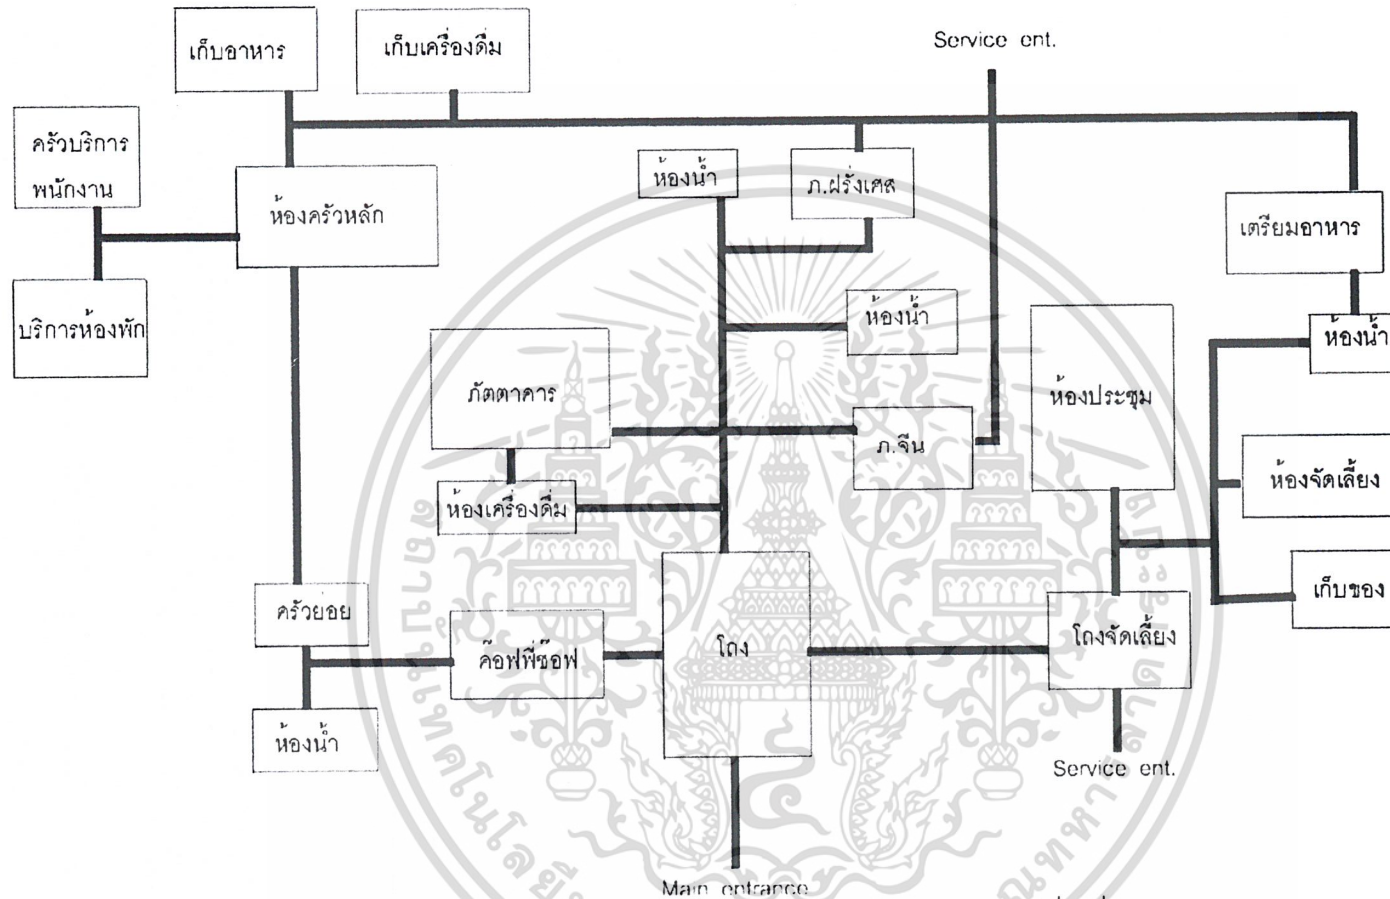 เก็บอาหาร
เก็บเครื่องดื่ม
Service ent.
ครัวบริการ
พนักงาน
ห้องครัวหลัก
ห้องน้ำ
ภ.ฝรั่งเศส
เตรียมอาหาร
บริการห้องพัก
ห้องน้ำ
ห้องน้ำ
ภัตตาคาร
ห้องประชุม
ภ.จีน
ห้องเครื่องดื่ม
ห้องจัดเลี้ยง
เก็บของ
ครัวยอย
ค๊อฟฟี่ช๊อฟ
โถง
โถงจัดเลี้ยง
ห้องน้ำ
Service ent.
Main entrance